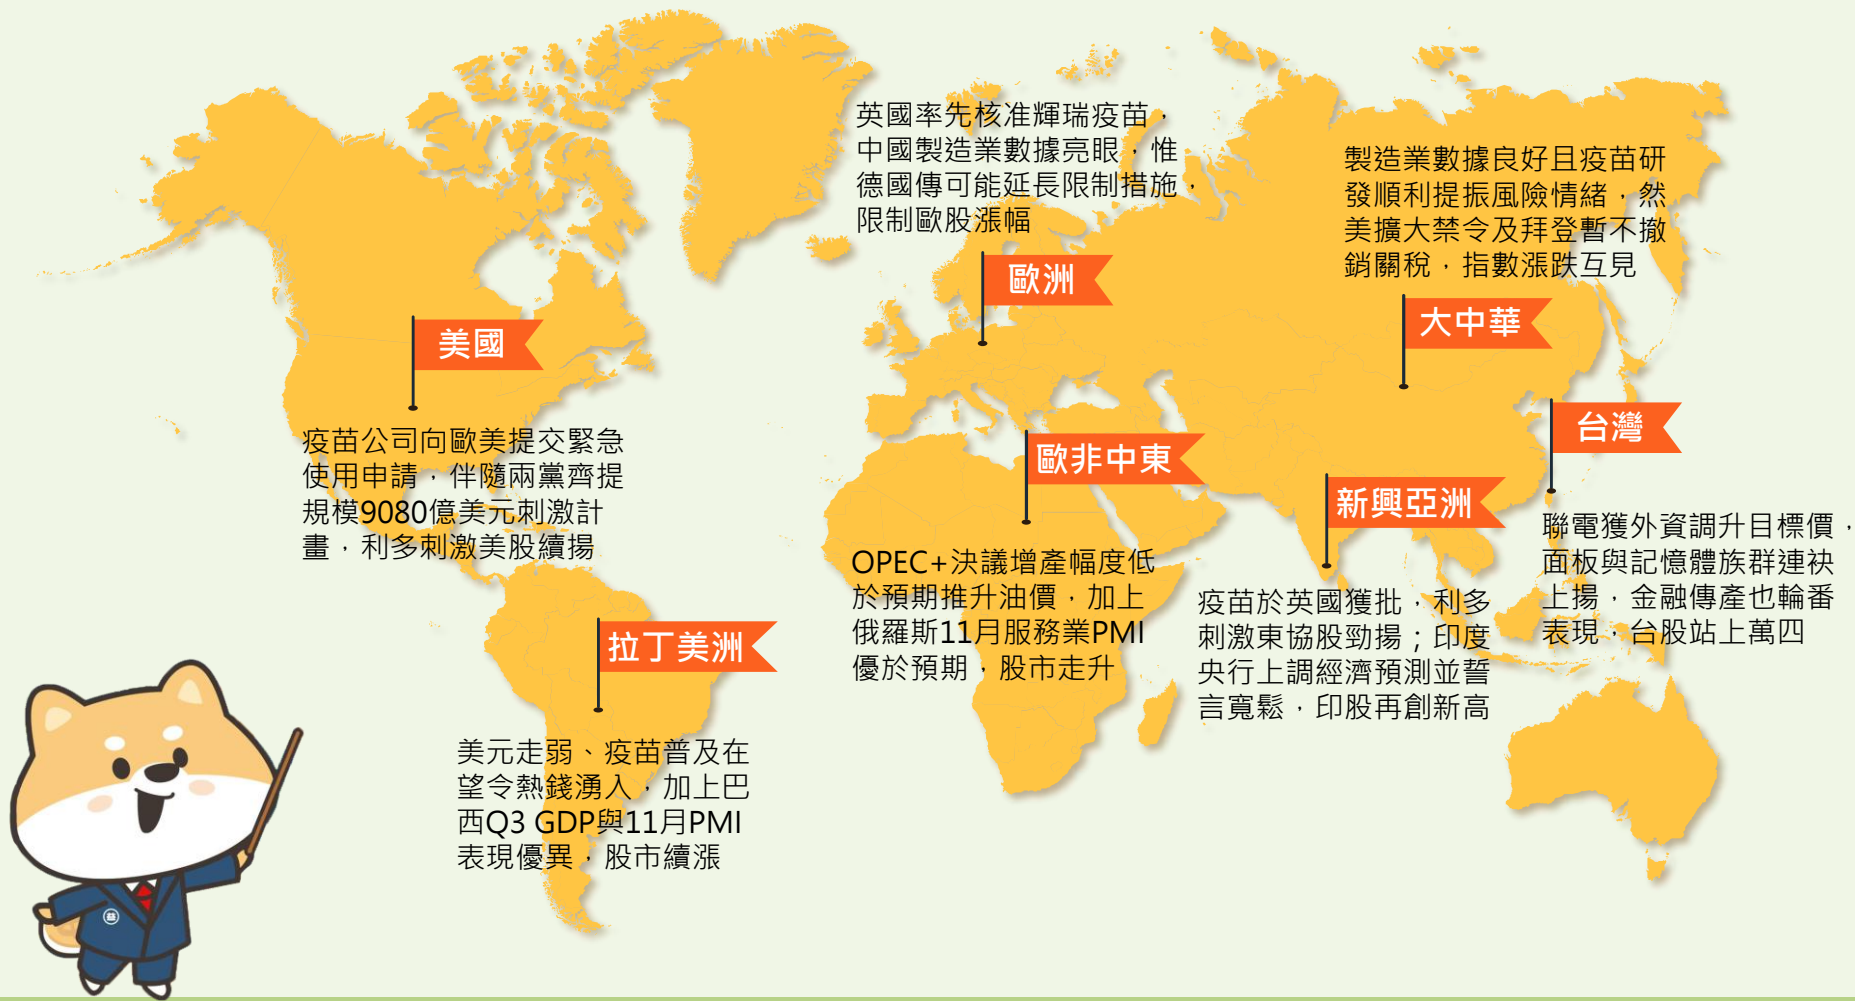 英國率先核准輝瑞疫苗，
中國製造業數據亮眼，惟
德國傳可能延長限制措施，
限制歐股漲幅
歐洲
製造業數據良好且疫苗研
發順利提振風險情緒，然
美擴大禁令及拜登暫不撤
銷關稅，指數漲跌互見
大中華
美國
疫苗公司向歐美提交緊急
使用申請，伴隨兩黨齊提
規模9080億美元刺激計
畫，利多刺激美股續揚
歐非中東
OPEC+決議增產幅度低
於預期推升油價，加上
俄羅斯11月服務業PMI
優於預期，股市走升
新興亞洲
疫苗於英國獲批，利多
刺激東協股勁揚；印度
央行上調經濟預測並誓
言寬鬆，印股再創新高
台灣
聯電獲外資調升目標價，
面板與記憶體族群連袂
上揚，金融傳產也輪番
表現，台股站上萬四
拉丁美洲
美元走弱、疫苗普及在
望令熱錢湧入，加上巴
西Q3 GDP與11月PMI
表現優異，股市續漲